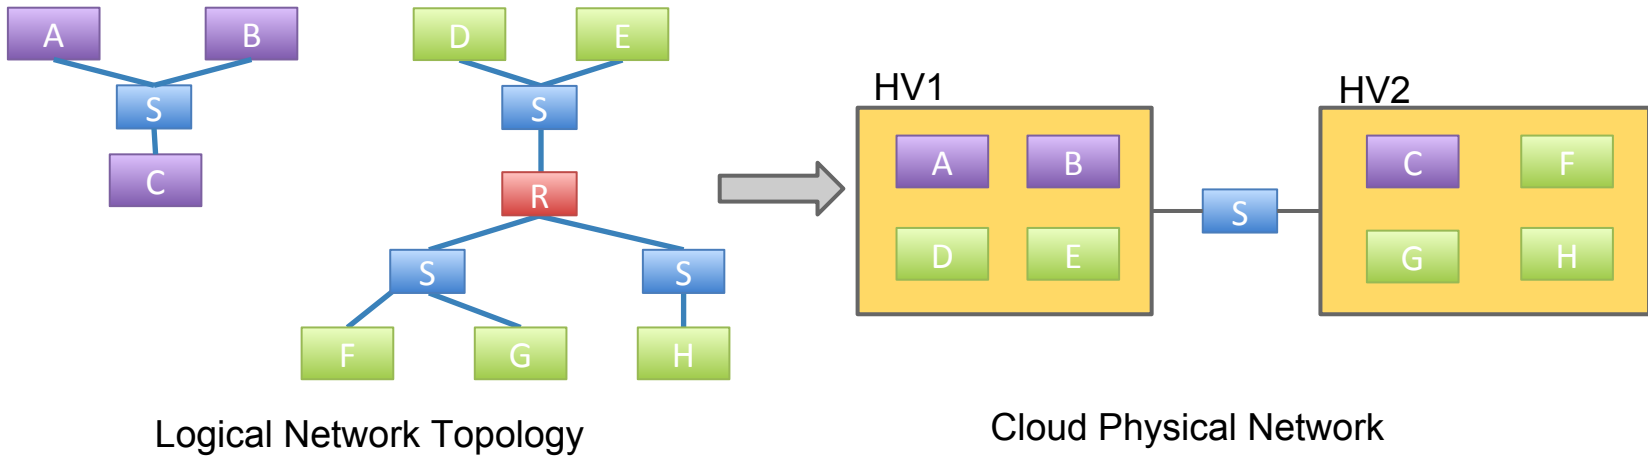 A B
S
C
D E
S
R
S S
F G H
Logical Network Topology
HV1
A B
D E
S
HV2
C F
G H
Cloud Physical Network